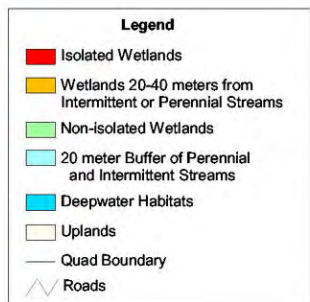 Legend
Isolated Wetlands
Wetlands 20-40 meters from
Intermittent or Perennial Streams
Non-isolated Wetlands
20 meter Buffer of Perennial
and Intermittent Streams
Deepwater Habitats
Uplands
Quad Boundary
Roads